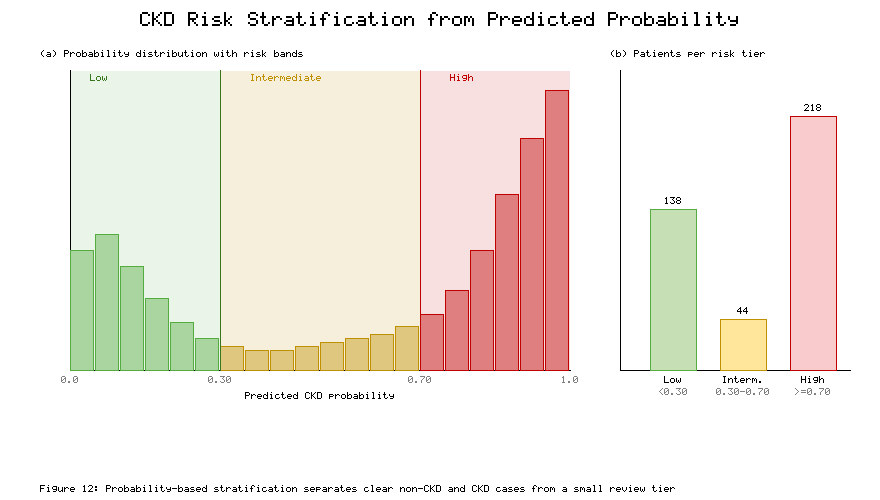 CKD Risk Stratification from Predicted Probability
(a) Probability distribution with risk bands
(b) Patients per risk tier
Low
Intermediate
High
0.0
0.30
0.70
1.0
Predicted CKD probability
138
44
218
Low
Interm.
High
<0.30
0.30-0.70
>=0.70
Figure 12: Probability-based stratification separates clear non-CKD and CKD cases from a small review tier